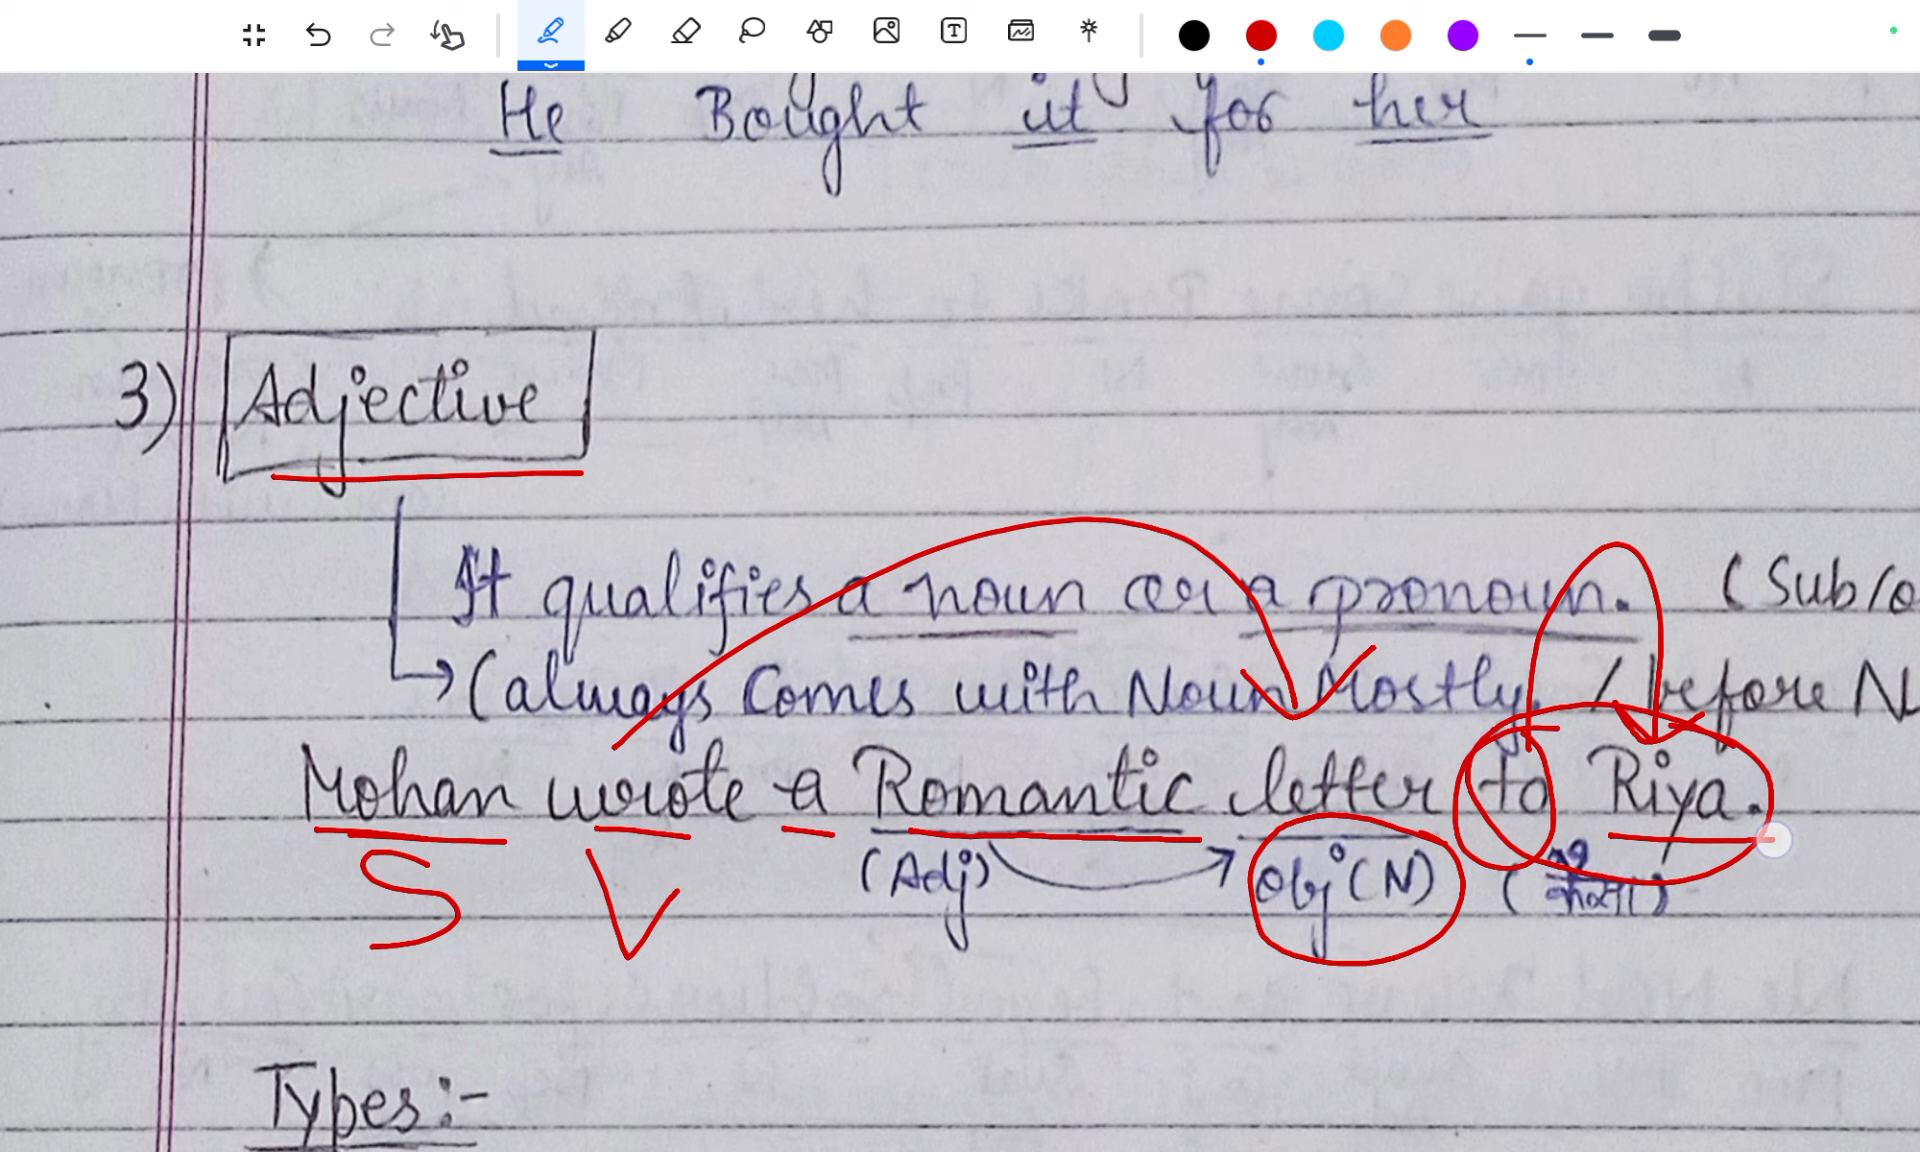 He Bought it for her
3) Adjective
It qualifies a noun or a pronoun. (Sub/o
(always Comes with Noun Mostly. / before N
Mohan wrote a Romantic letter to Riya.
(Adj) Obj (N)
S V
Types:-